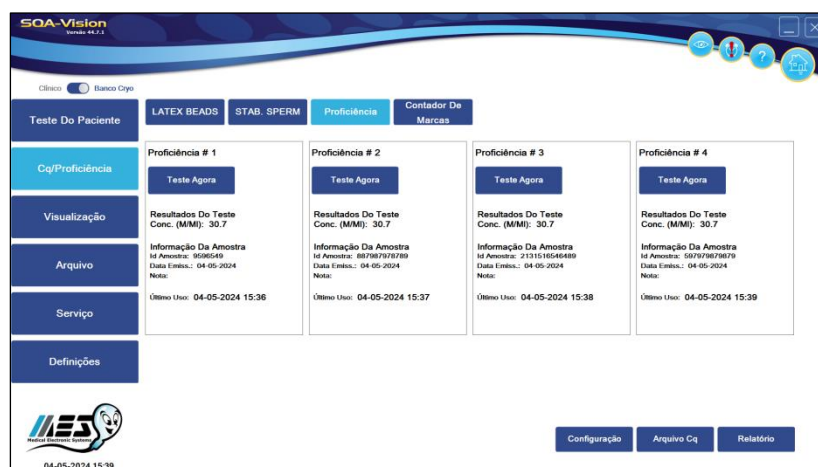 SQA-Vision
Versão 44.7.1
Clínico Banco Cryo
Teste Do Paciente
Cq/Proficiência
Visualização
Arquivo
Serviço
Definições
LATEX BEADS
STAB. SPERM
Proficiência
Contador De
Marcas
Proficiência # 1
Teste Agora
Resultados Do Teste
Conc. (M/Ml): 30.7
Informação Da Amostra
Id Amostra: 9596549
Data Emiss.: 04-05-2024
Nota:
Último Uso: 04-05-2024 15:36
Proficiência # 2
Teste Agora
Resultados Do Teste
Conc. (M/Ml): 30.7
Informação Da Amostra
Id Amostra: 887987978789
Data Emiss.: 04-05-2024
Nota:
Último Uso: 04-05-2024 15:37
Proficiência # 3
Teste Agora
Resultados Do Teste
Conc. (M/Ml): 30.7
Informação Da Amostra
Id Amostra: 2131516546489
Data Emiss.: 04-05-2024
Nota:
Último Uso: 04-05-2024 15:38
Proficiência # 4
Teste Agora
Resultados Do Teste
Conc. (M/Ml): 30.7
Informação Da Amostra
Id Amostra: 597979879879
Data Emiss.: 04-05-2024
Nota:
Último Uso: 04-05-2024 15:39
Configuração
Arquivo Cq
Relatório
MES
Medical Electronic Systems
04-05-2024 15:39